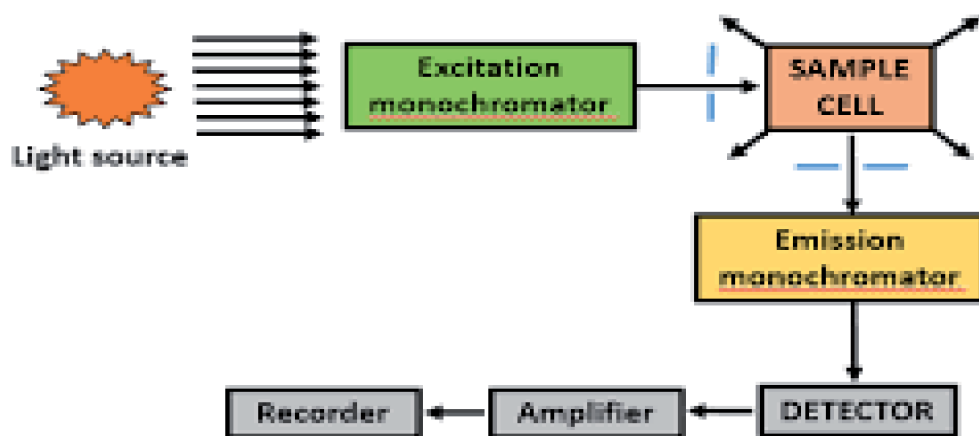 Light source
Excitation
monochromator
SAMPLE
CELL
Emission
monochromator
DETECTOR
Amplifier
Recorder